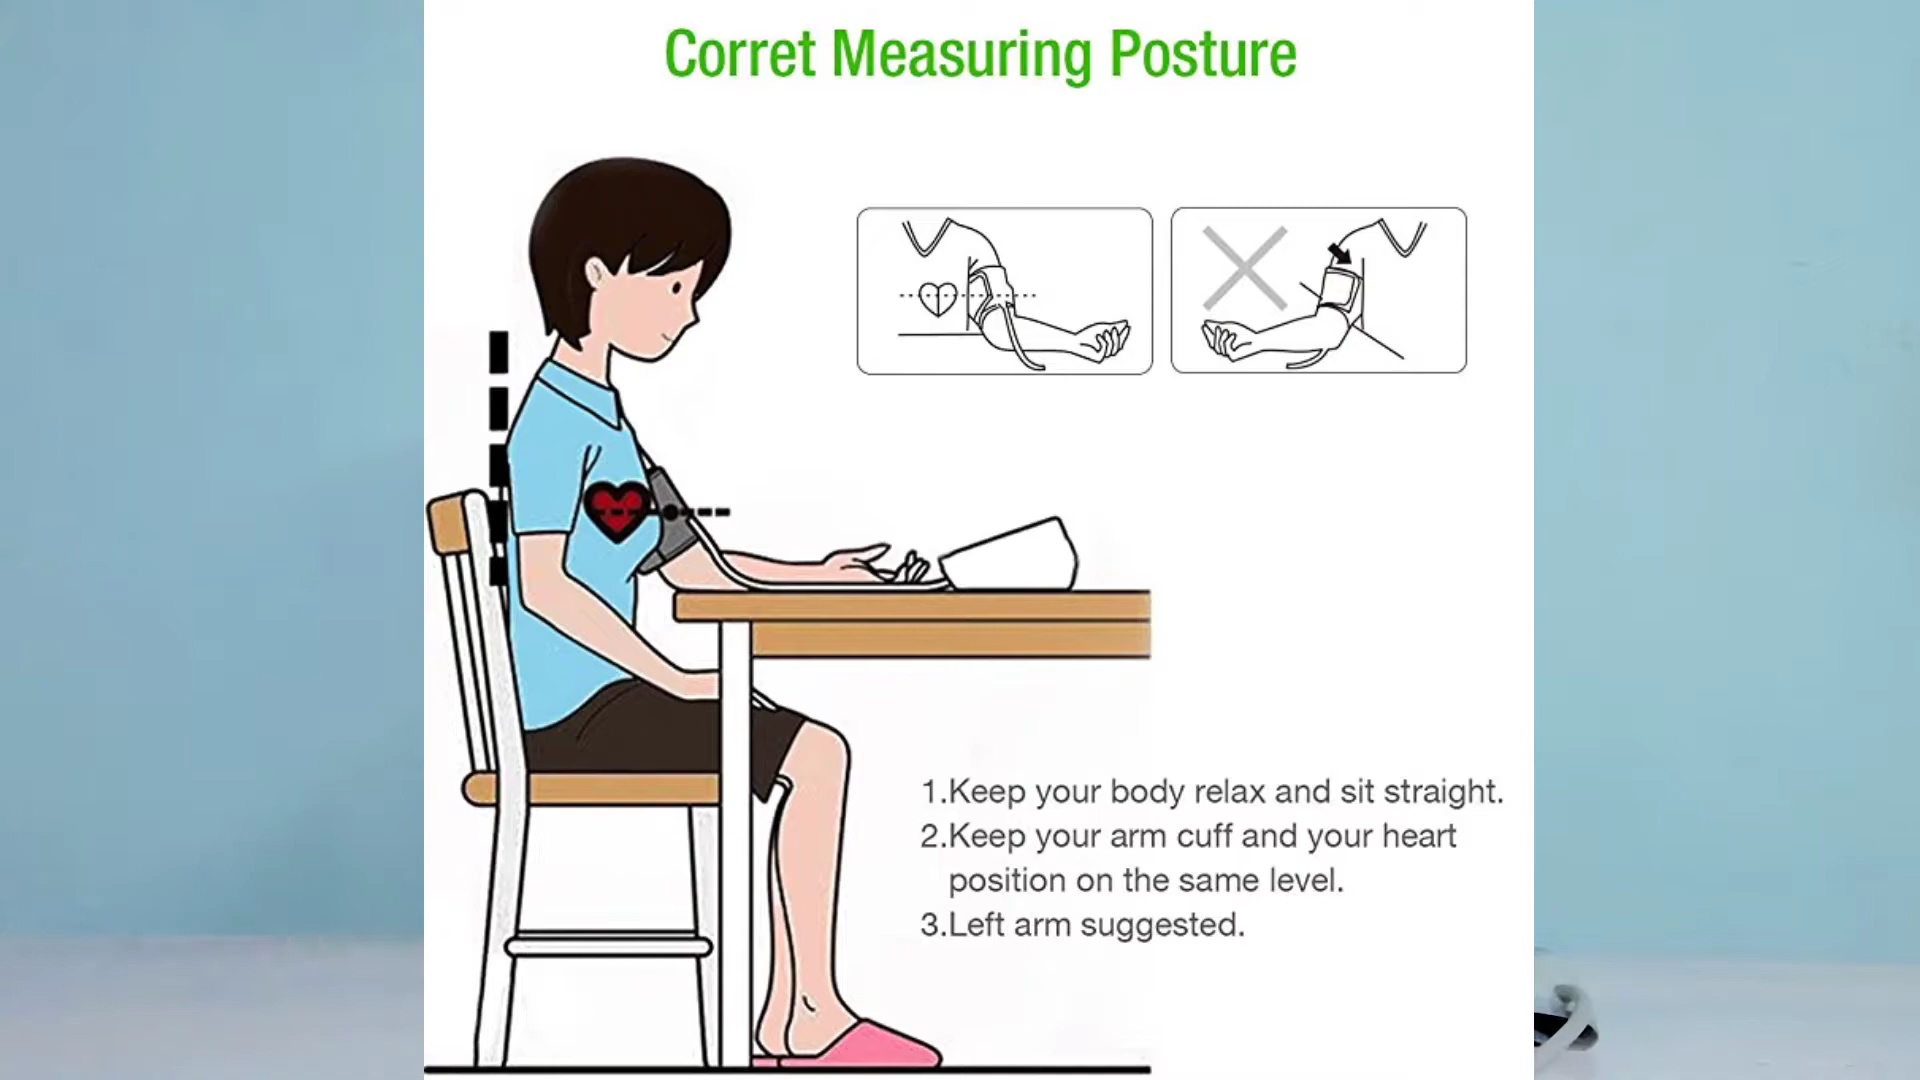 Corret Measuring Posture
1.Keep your body relax and sit straight.
2.Keep your arm cuff and your heart
position on the same level.
3.Left arm suggested.